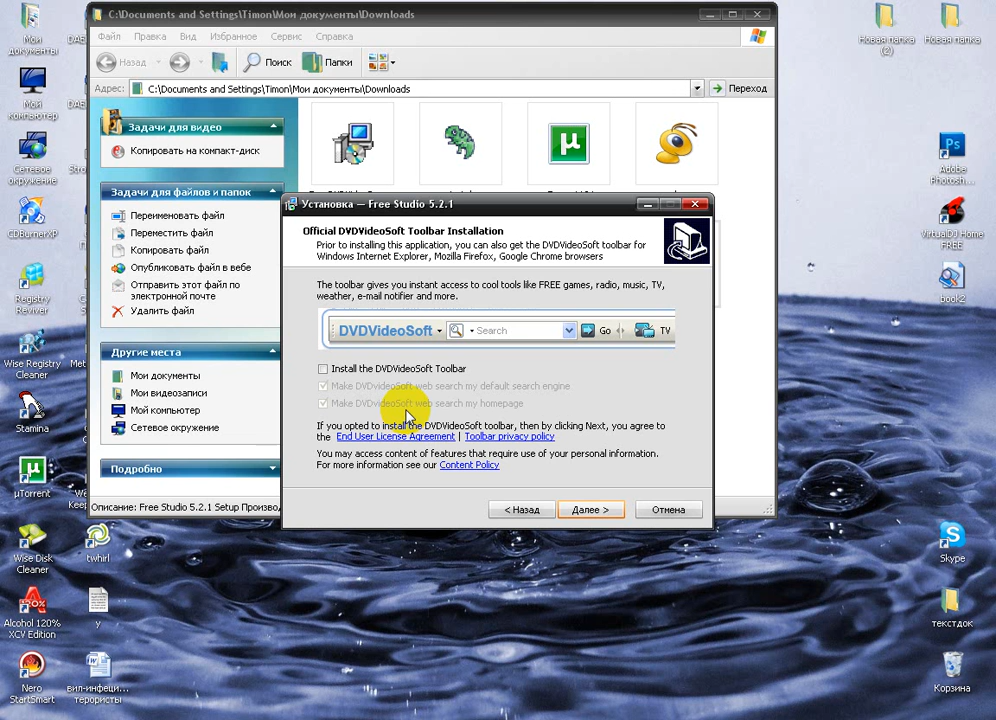 C:\Documents and Settings\Timon\Мои документы\Downloads
Файл Правка Вид Избранное Сервис Справка
Назад Поиск Папки
Адрес: C:\Documents and Settings\Timon\Мои документы\Downloads Переход
Задачи для видео
Копировать на компакт-диск
Задачи для файлов и папок
Переименовать файл
Переместить файл
Копировать файл
Опубликовать файл в вебе
Отправить этот файл по
электронной почте
Удалить файл
Другие места
Мои документы
Мои видеозаписи
Мой компьютер
Сетевое окружение
Подробно
Описание: Free Studio 5.2.1 Setup
Установка — Free Studio 5.2.1
Official DVDVideoSoft Toolbar Installation
Prior to installing this application, you can also get the DVDVideoSoft toolbar for
Windows Internet Explorer, Mozilla Firefox, Google Chrome browsers
The toolbar gives you instant access to cool tools like FREE games, radio, music, TV,
weather, e-mail notifier and more.
DVDVideoSoft Search Go TV
Install the DVDVideoSoft Toolbar
Make DVDvideoSoft web search my default search engine
Make DVDvideoSoft web search my homepage
If you opted to install the DVDVideoSoft toolbar, then by clicking Next, you agree to
the End User License Agreement | Toolbar privacy policy
You may access content of features that require use of your personal information.
For more information see our Content Policy
< Назад Далее > Отмена
Мои
документы
Мой
компьютер
Сетевое
окружение
CDBurnerXP
Registry
Reviver
Wise Registry
Cleaner
Stamina
µTorrent
Wise Disk
Cleaner
twhirl
Alcohol 120%
XCV Edition
у
Nero
StartSmart
вил-инфеци...
терористы
Новая папка
(2)
Новая папка
Adobe
Photosh...
VirtualDJ Home
FREE
book2
Skype
текстдок
Корзина